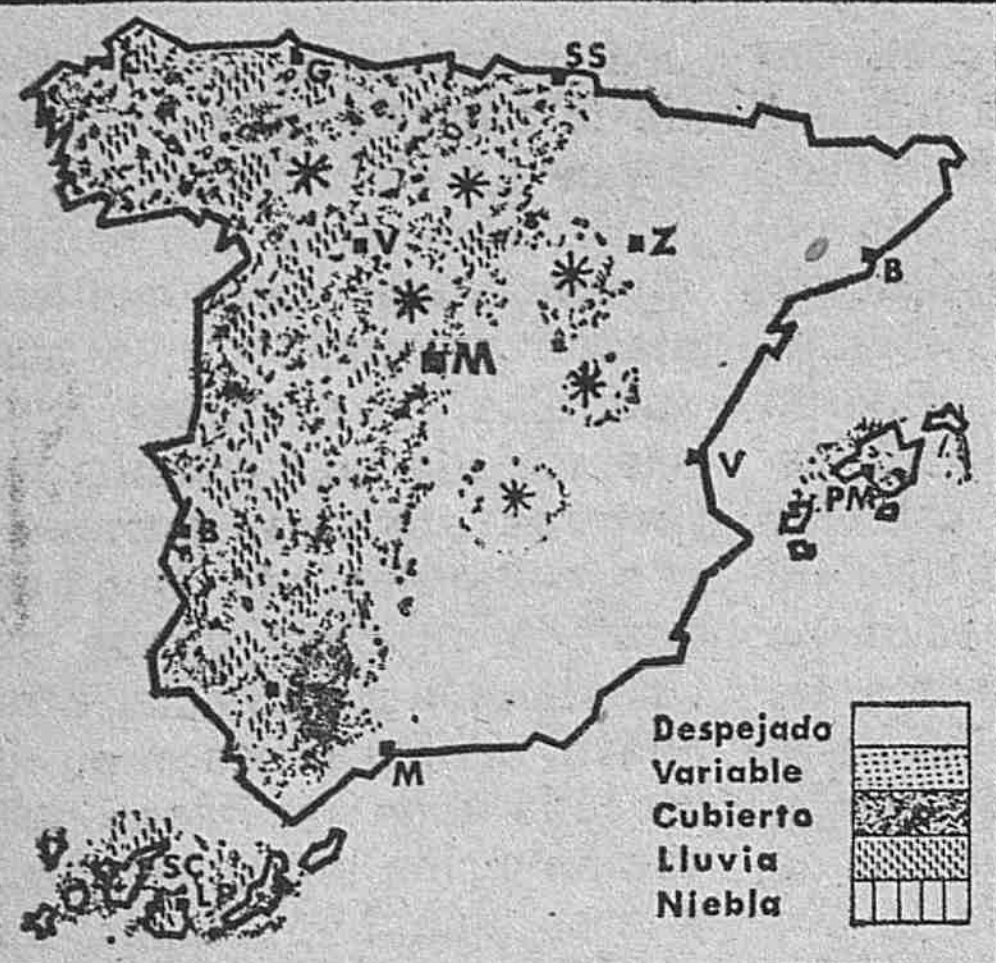 SS
G
V
Z
B
M
V
PM
B
M
SC
LP
Despejado
Variable
Cubierto
Lluvia
Niebla